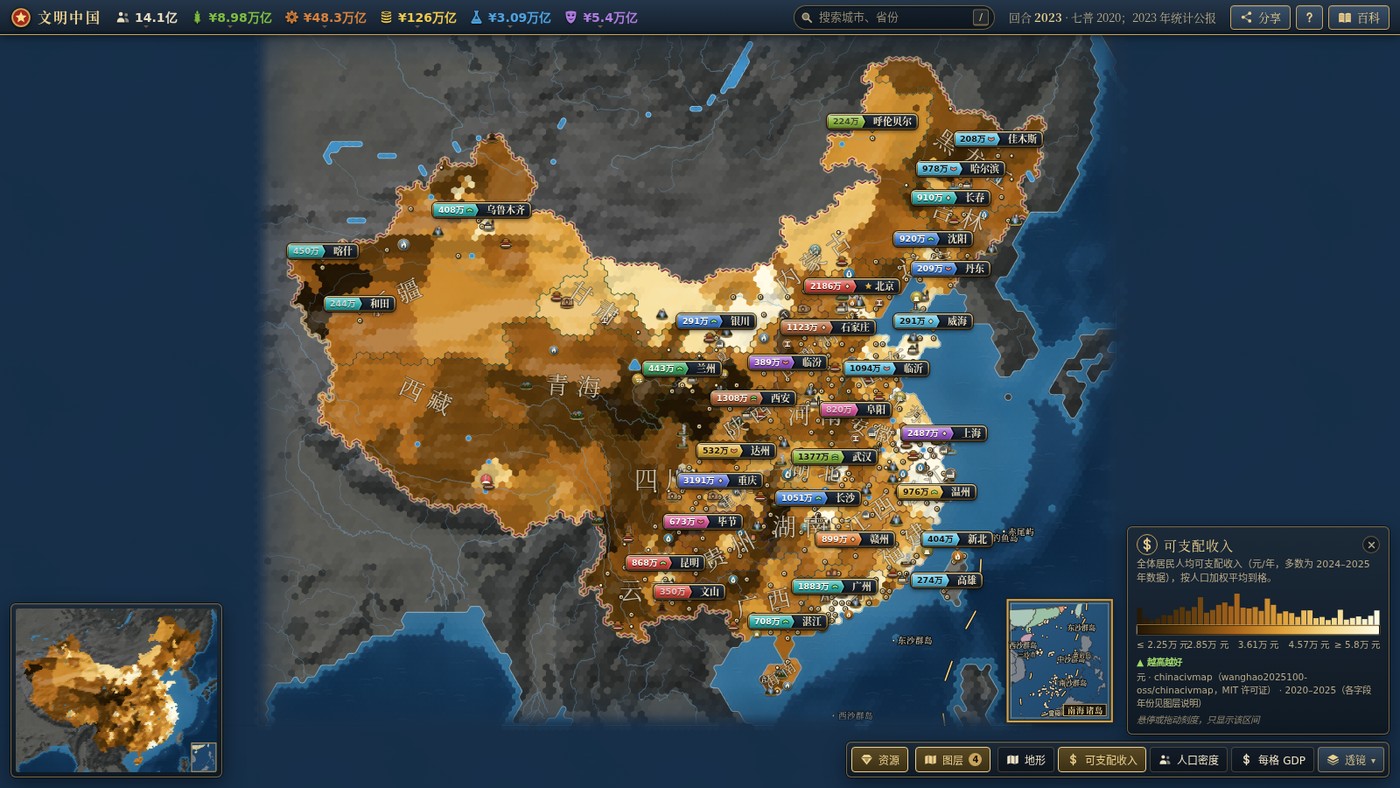 文明中国 14.1亿 ¥8.98万亿 ¥48.3万亿 ¥126万亿 ¥3.09万亿 ¥5.4万亿
搜索城市、省份 /
回合 2023 · 七普 2020；2023 年统计公报
分享 ? 百科
224万 呼伦贝尔
208万 佳木斯
978万 哈尔滨
910万 长春
408万 乌鲁木齐
920万 沈阳
450万 喀什
209万 丹东
2186万 ★北京
244万 和田
291万 银川
1123万 石家庄
291万 威海
443万 兰州
389万 临汾
1094万 临沂
青海
西藏
1308万 西安
820万 阜阳
2487万 上海
532万 达州
1377万 武汉
3191万 重庆
1051万 长沙
976万 温州
673万 毕节
899万 赣州
404万 新北
赤尾屿
钓鱼岛
868万 昆明
350万 文山
1883万 广州
274万 高雄
708万 湛江
东沙群岛
西沙群岛
东沙群岛
西沙群岛
中沙群岛
南沙群岛
南海诸岛
可支配收入
全体居民人均可支配收入（元/年，多数为 2024–2025
年数据），按人口加权平均到格。
≤ 2.25万 元 2.85万 元 3.61万 元 4.57万 元 ≥ 5.8万 元
▲ 越高越好
元 · chinacivmap（wanghao2025100-
oss/chinacivmap，MIT 许可证） · 2020–2025（各字段
年份见图层说明）
悬停或拖动刻度，只显示该区间
资源 图层 4 地形 可支配收入 人口密度 每格 GDP 透镜 ▾